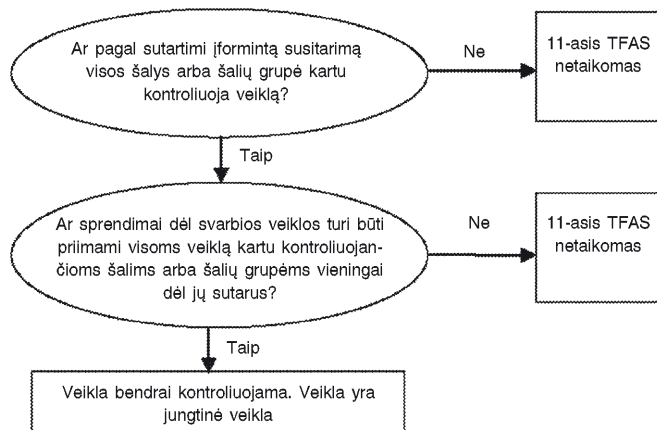 Ar pagal sutartimi įformintą susitarimą
visos šalys arba šalių grupė kartu
kontroliuoja veiklą?
Ne
11-asis TFAS
netaikomas
Taip
Ar sprendimai dėl svarbios veiklos turi būti
priimami visoms veiklą kartu kontroliuojan-
čioms šalims arba šalių grupėms vieningai
dėl jų sutarus?
Ne
11-asis TFAS
netaikomas
Taip
Veikla bendrai kontroliuojama. Veikla yra
jungtinė veikla